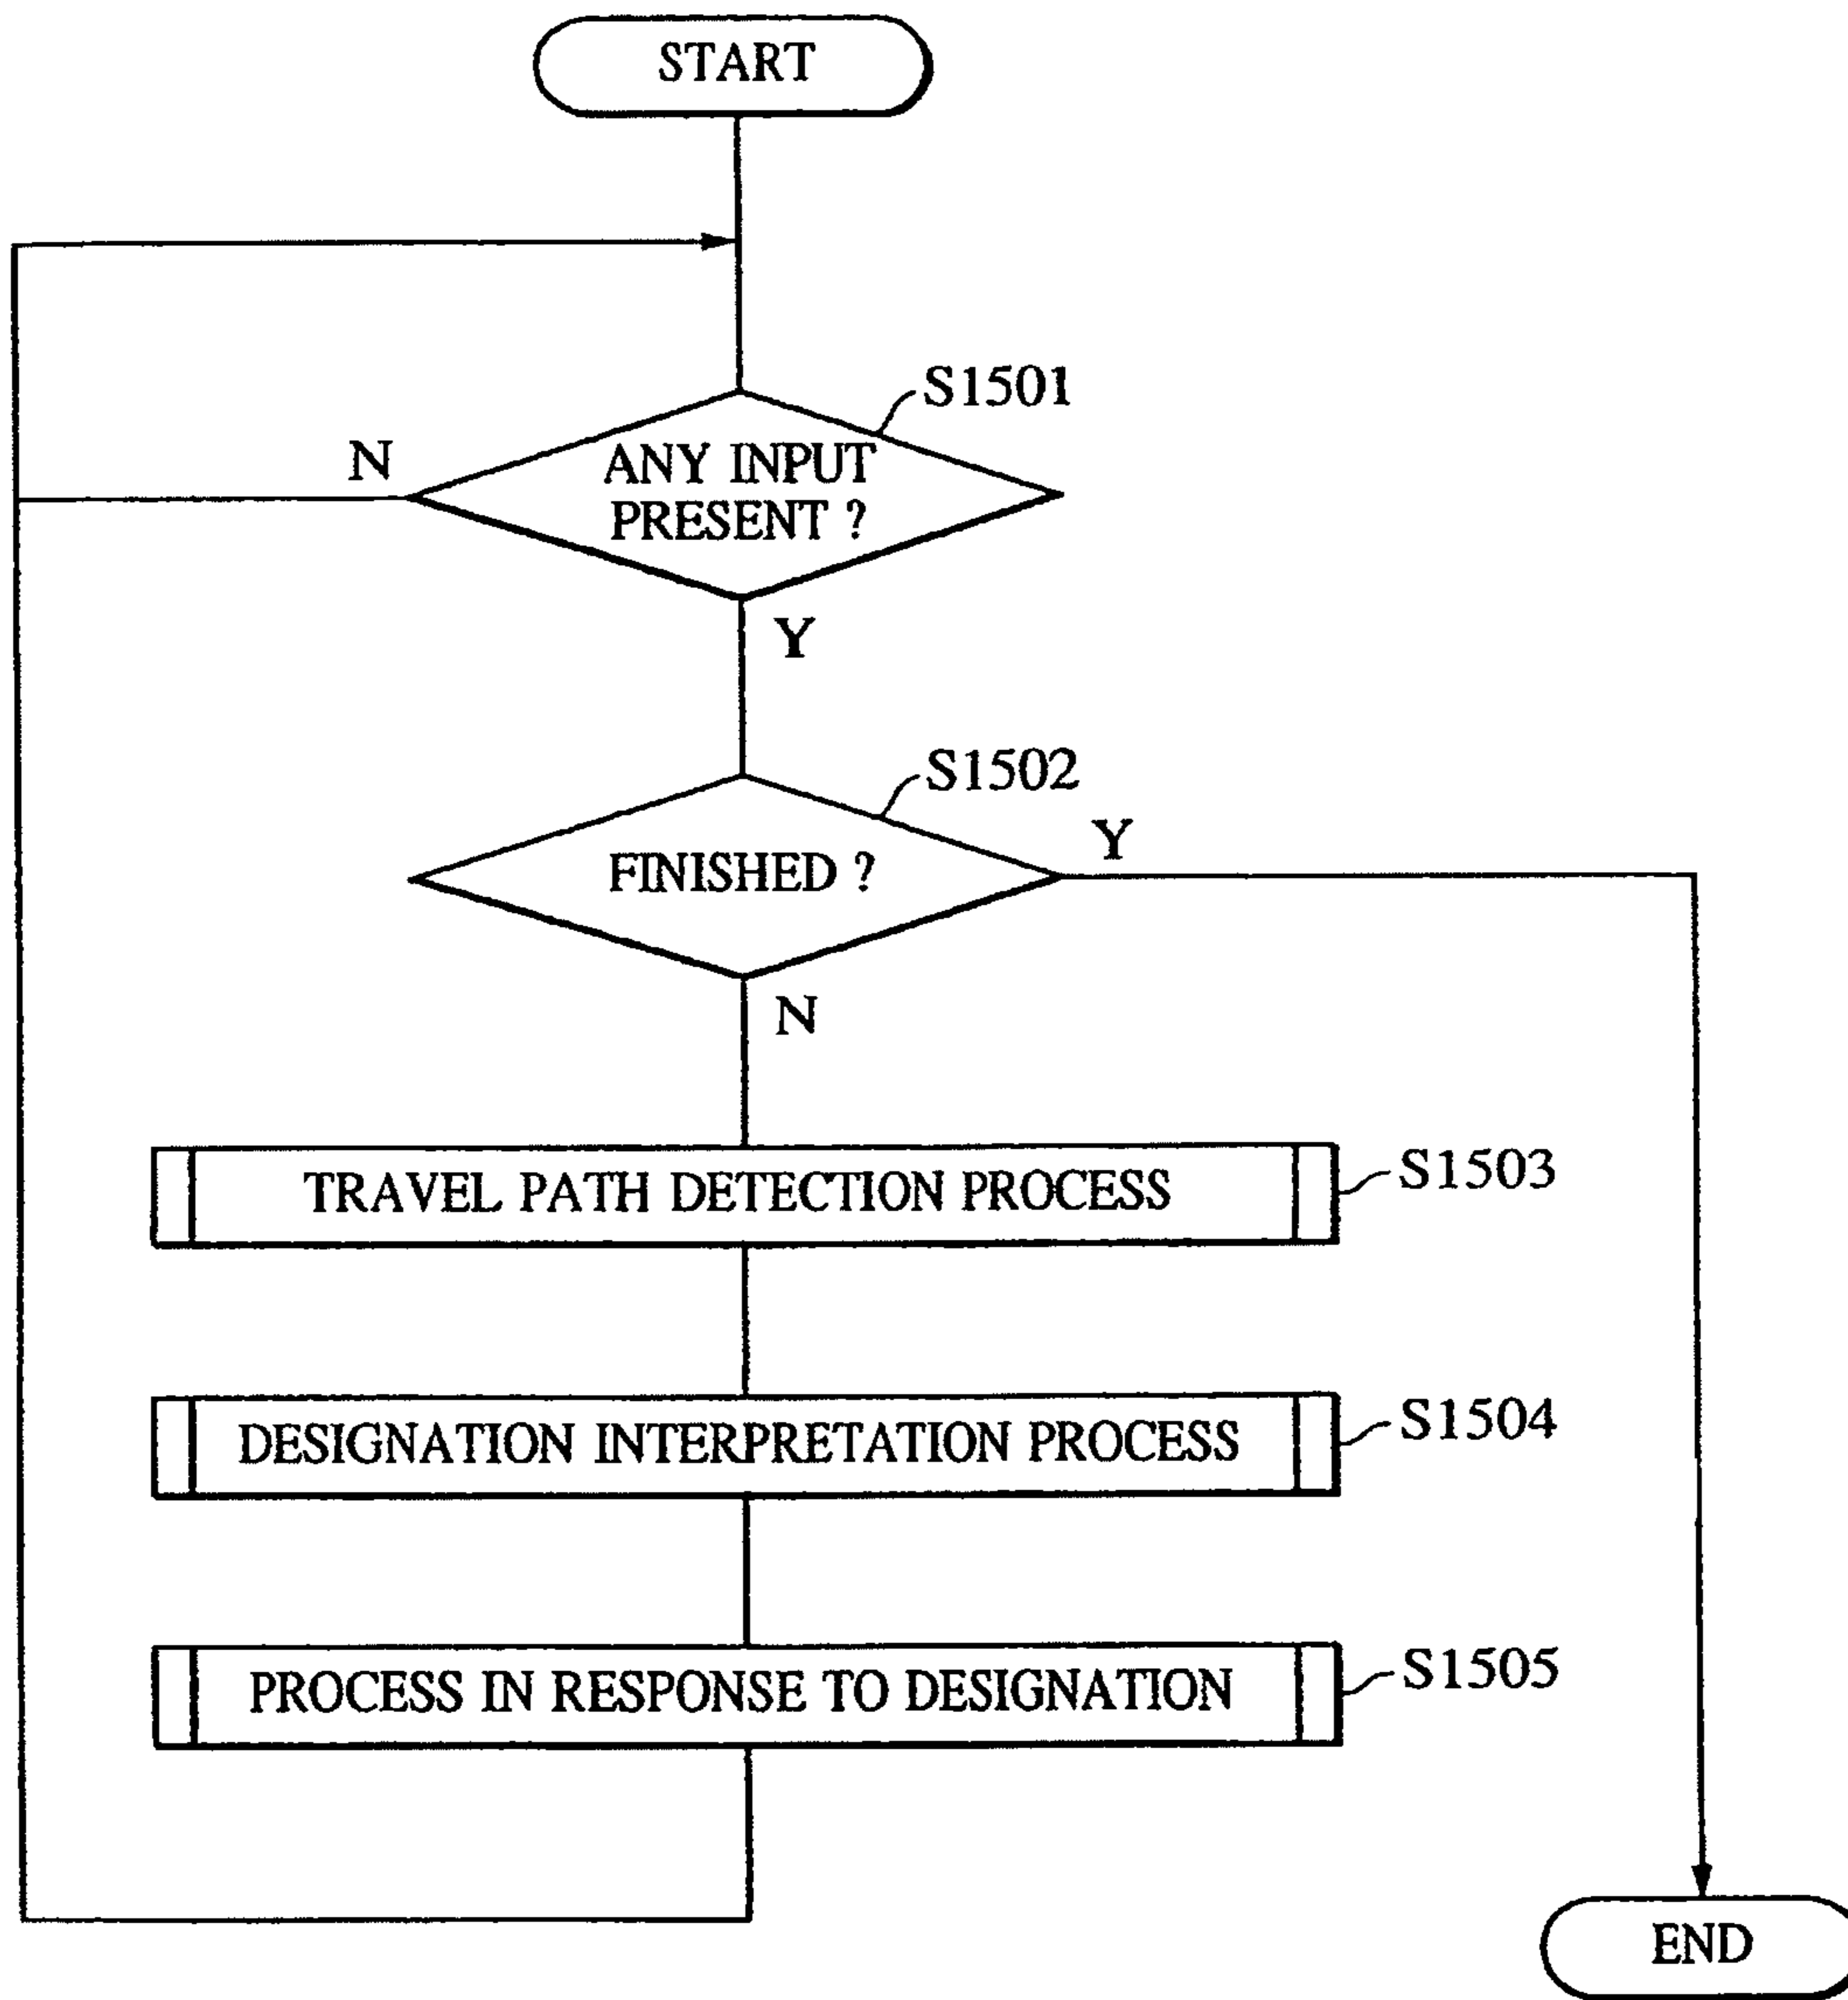 START
S1501
N
ANY INPUT
PRESENT ?
Y
S1502
Y
FINISHED ?
N
TRAVEL PATH DETECTION PROCESS
S1503
DESIGNATION INTERPRETATION PROCESS
S1504
PROCESS IN RESPONSE TO DESIGNATION
S1505
END